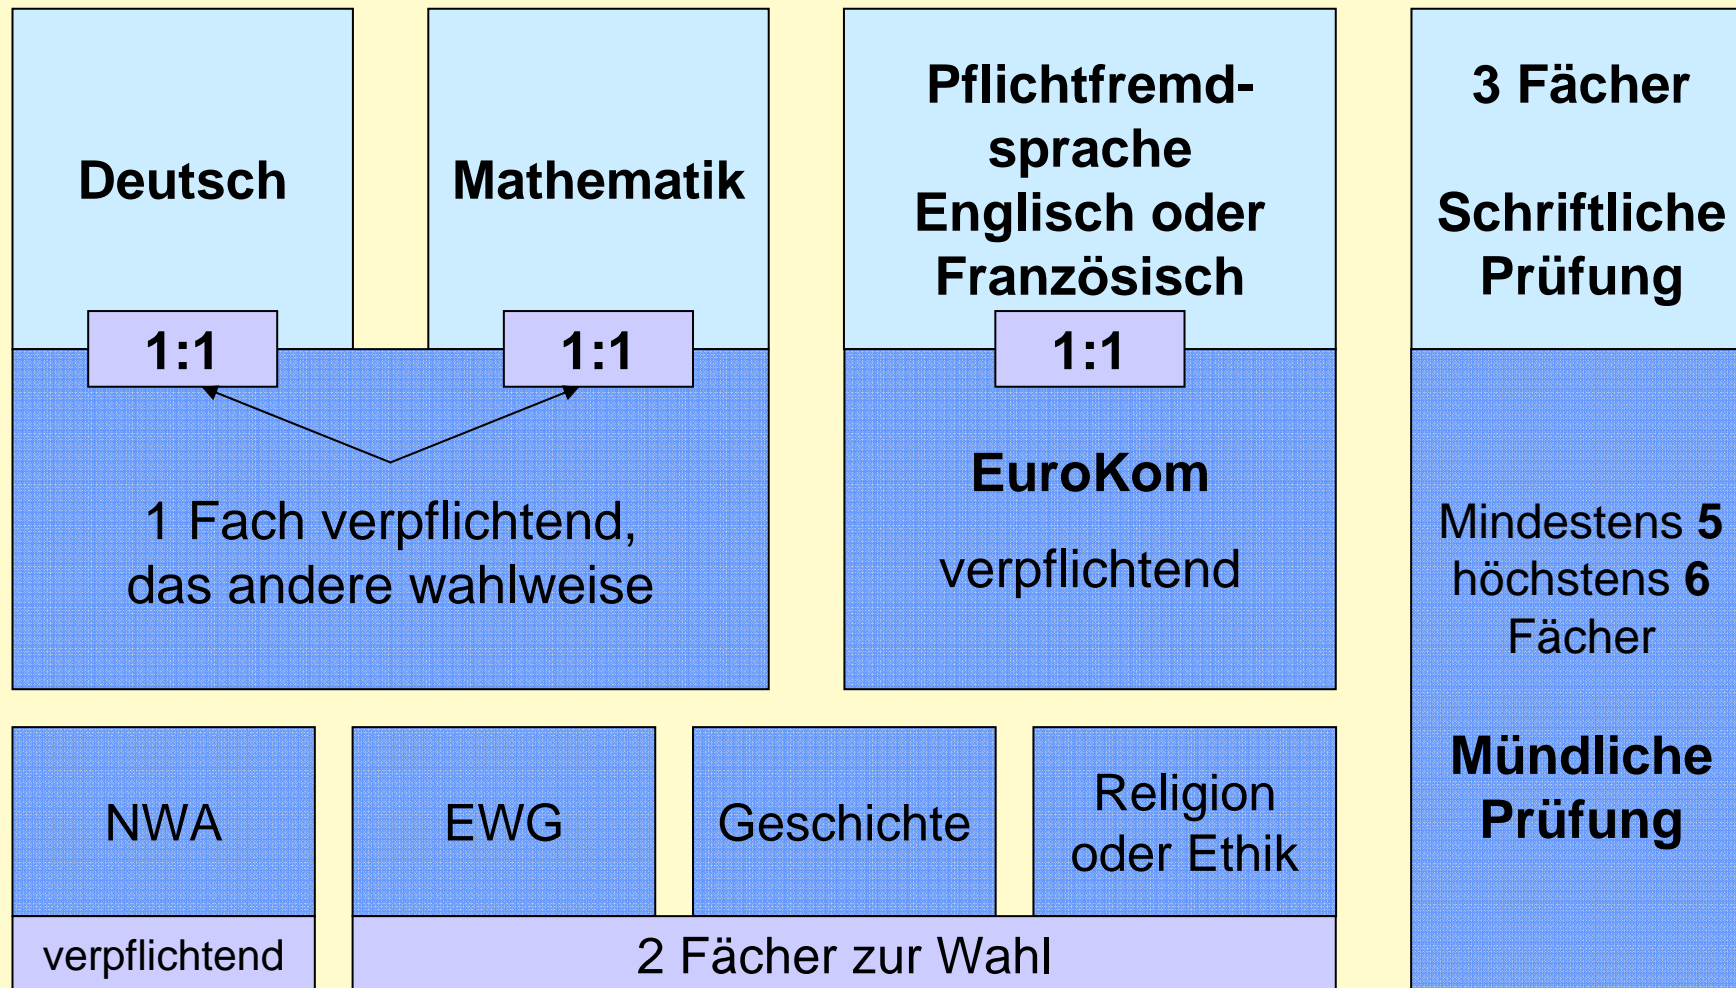 Deutsch
Mathematik
Pflichtfremd-
sprache
Englisch oder
Französisch
3 Fächer
Schriftliche
Prüfung
1:1
1:1
1:1
1 Fach verpflichtend,
das andere wahlweise
EuroKom
verpflichtend
Mindestens 5
höchstens 6
Fächer
Mündliche
Prüfung
NWA
EWG
Geschichte
Religion
oder Ethik
verpflichtend
2 Fächer zur Wahl